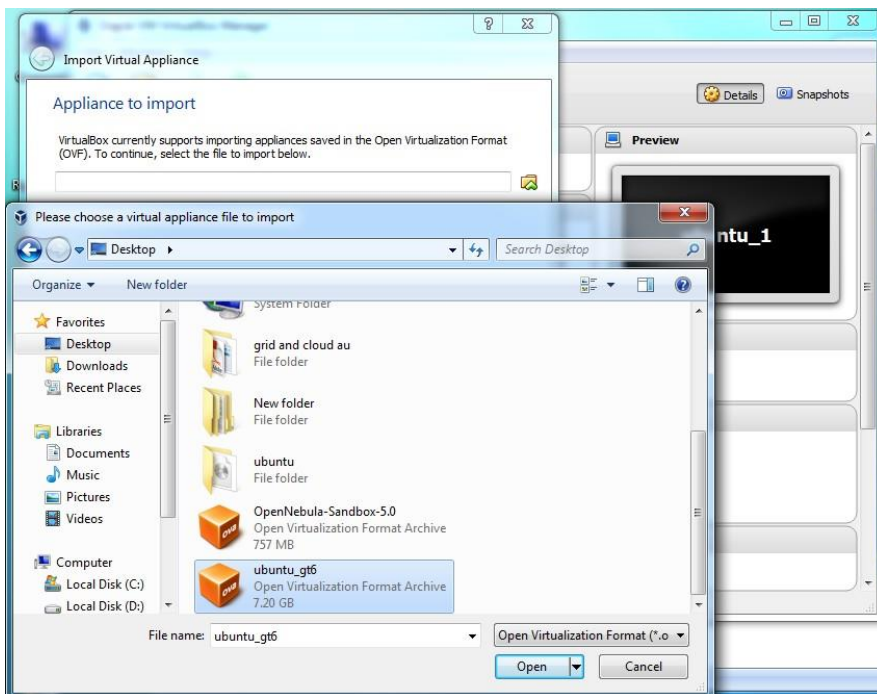 Import Virtual Appliance
Appliance to import
VirtualBox currently supports importing appliances saved in the Open Virtualization Format
(OVF). To continue, select the file to import below.
Details
Snapshots
Preview
ntu_1
Please choose a virtual appliance file to import
Desktop
Search Desktop
Organize
New folder
Favorites
Desktop
Downloads
Recent Places
Libraries
Documents
Music
Pictures
Videos
Computer
Local Disk (C:)
Local Disk (D:)
System Folder
grid and cloud au
File folder
New folder
File folder
ubuntu
File folder
OpenNebula-Sandbox-5.0
Open Virtualization Format Archive
757 MB
ubuntu_gt6
Open Virtualization Format Archive
7.20 GB
File name: ubuntu_gt6
Open Virtualization Format (*.o
Open
Cancel